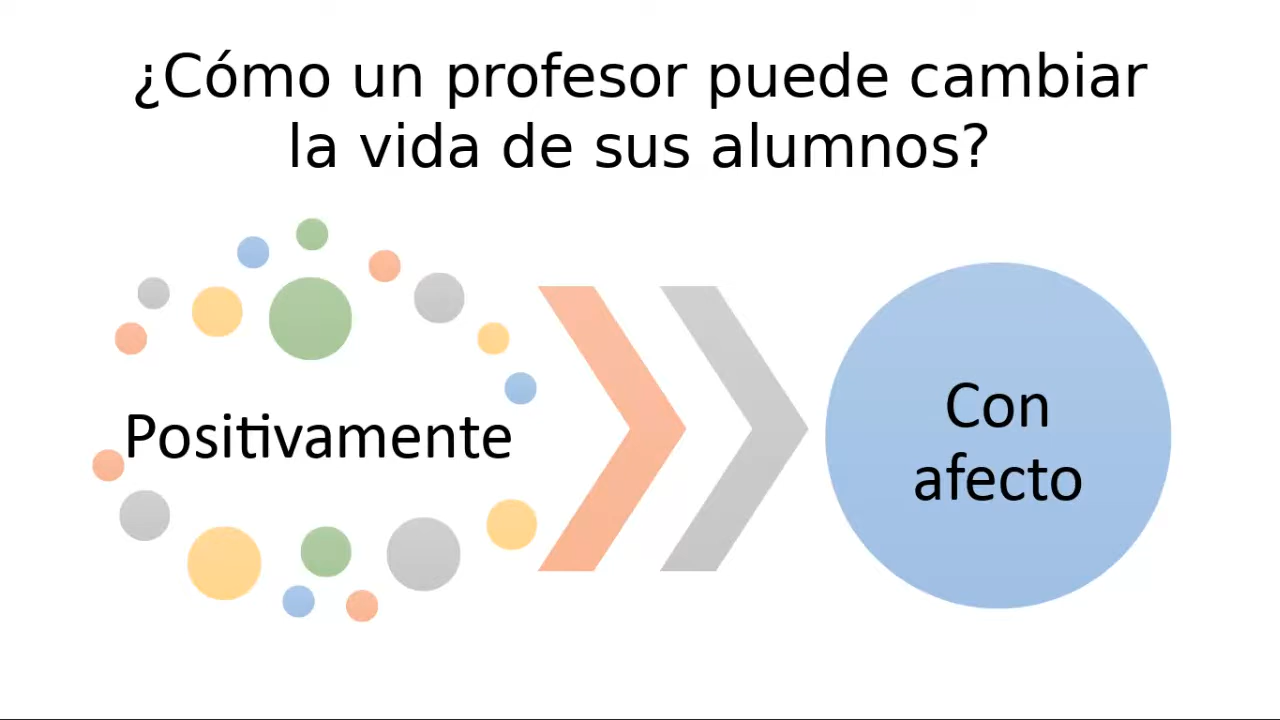 ¿Cómo un profesor puede cambiar
la vida de sus alumnos?
Positivamente
Con
afecto